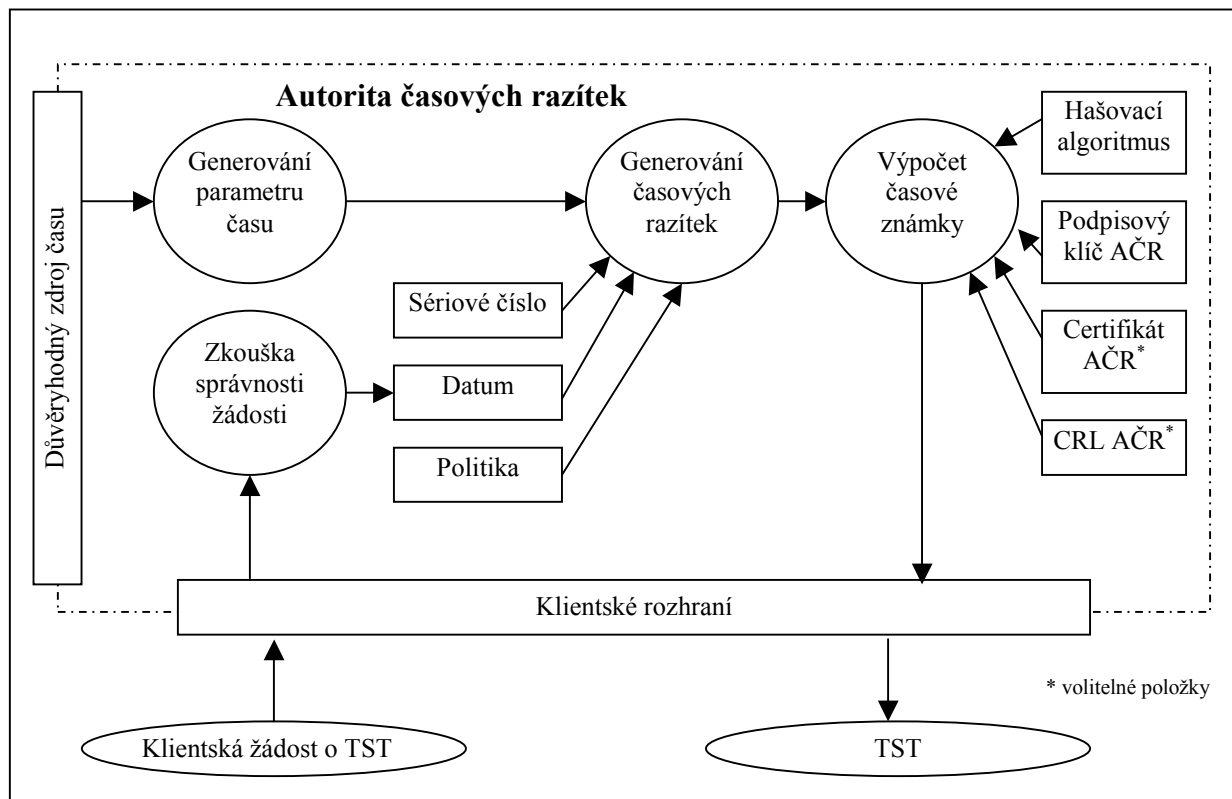 Autorita časových razítek
Důvěryhodný zdroj času
Generování
parametru
času
Generování
časových
razítek
Výpočet
časové
známky
Hašovací
algoritmus
Podpisový
klíč AČR
Certifikát
AČR*
CRL AČR*
Sériové číslo
Zkouška
správnosti
žádosti
Datum
Politika
Klientské rozhraní
* volitelné položky
Klientská žádost o TST
TST